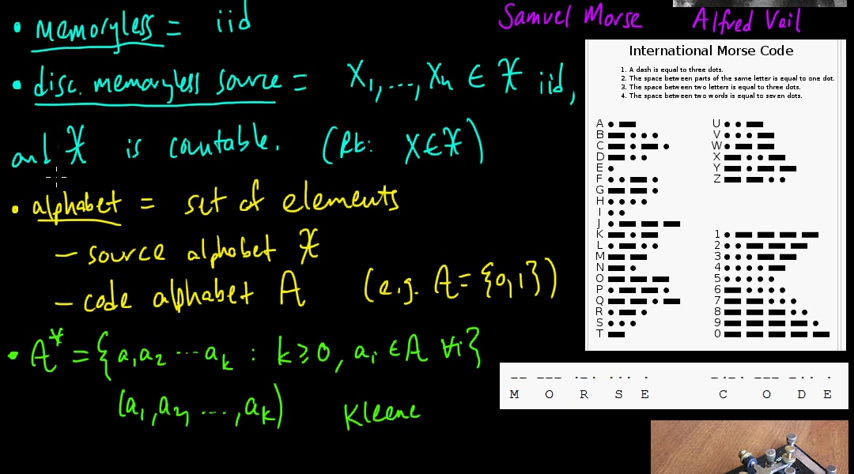 Samuel Morse Alfred Vail
• memoryless = iid
• disc. memoryless source = X₁,...,Xₙ ∈ 𝒳 iid,
and 𝒳 is countable. (Rk: X∈𝒳)
• alphabet = set of elements
– source alphabet 𝒳
– code alphabet A (e.g. A={0,1})
• A* = {a₁a₂ ⋯ aₖ : k ≥ 0, aᵢ ∈ A ∀i}
(a₁,a₂, ..., aₖ) Kleene
International Morse Code
1. A dash is equal to three dots.
2. The space between parts of the same letter is equal to one dot.
3. The space between two letters is equal to three dots.
4. The space between two words is equal to seven dots.
A
B
C
D
E
F
G
H
I
J
K
L
M
N
O
P
Q
R
S
T
U
V
W
X
Y
Z
1
2
3
4
5
6
7
8
9
0
M O R S E C O D E